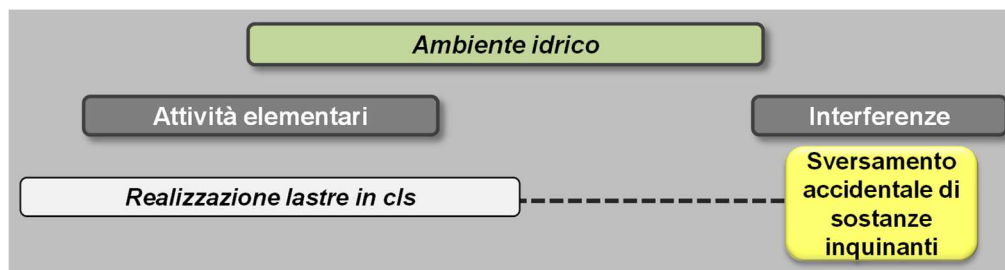 Ambiente idrico
Attività elementari
Interferenze
Realizzazione lastre in cls
Sversamento
accidentale di
sostanze
inquinanti